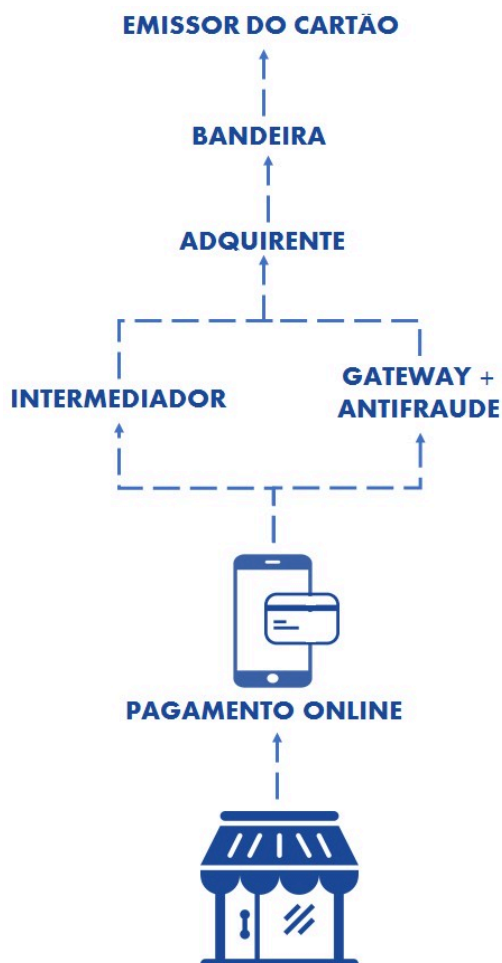 EMISSOR DO CARTÃO
BANDEIRA
ADQUIRENTE
INTERMEDIADOR
GATEWAY +
ANTIFRAUDE
PAGAMENTO ONLINE